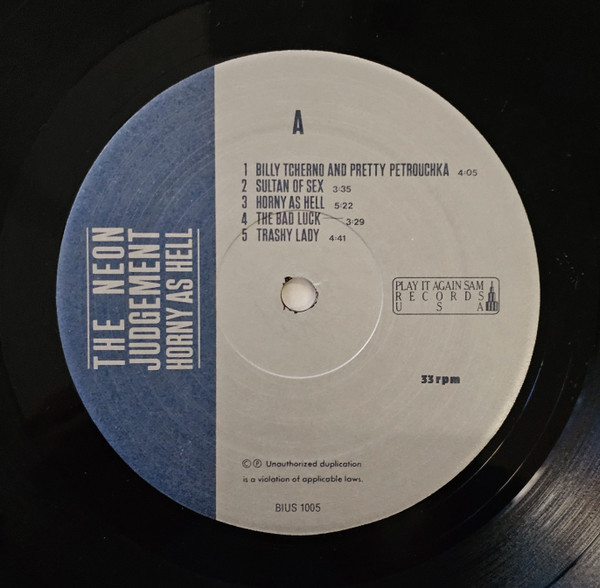 A
1 BILLY TCHERNO AND PRETTY PETROUCHKA 4:05
2 SULTAN OF SEX 3:35
3 HORNY AS HELL 5:22
4 THE BAD LUCK 3:29
5 TRASHY LADY 4:41
THE NEON
JUDGEMENT
HORNY AS HELL
PLAY IT AGAIN SAM
RECORDS
USA
33rpm
©℗ Unauthorized duplication
is a violation of applicable laws.
BIUS 1005